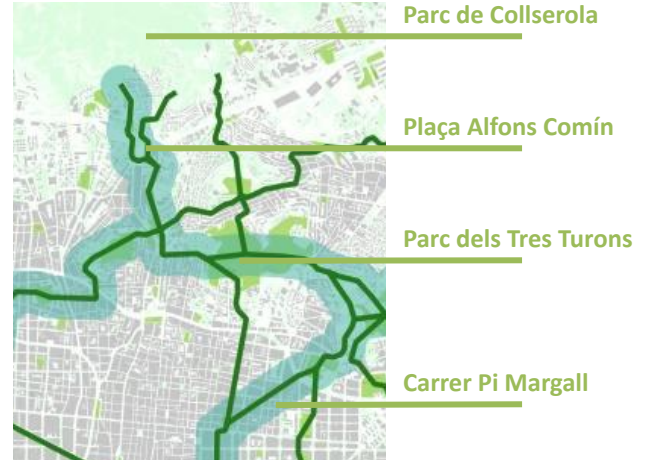 Parc de Collserola
Plaça Alfons Comín
Parc dels Tres Turons
Carrer Pi Margall